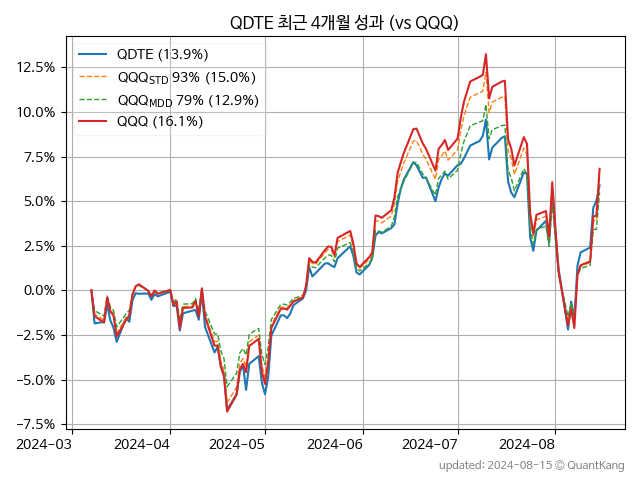 QDTE 최근 4개월 성과 (vs QQQ)
QDTE (13.9%)
QQQSTD 93% (15.0%)
QQQMDD 79% (12.9%)
QQQ (16.1%)
12.5%
10.0%
7.5%
5.0%
2.5%
0.0%
−2.5%
−5.0%
−7.5%
2024-03 2024-04 2024-05 2024-06 2024-07 2024-08
updated: 2024-08-15 © QuantKang